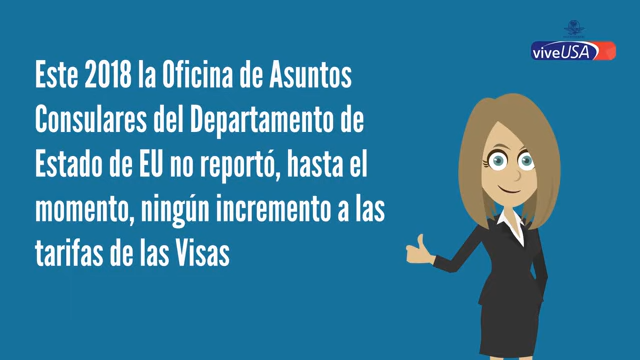 viveUSA
Este 2018 la Oficina de Asuntos
Consulares del Departamento de
Estado de EU no reportó, hasta el
momento, ningún incremento a las
tarifas de las Visas